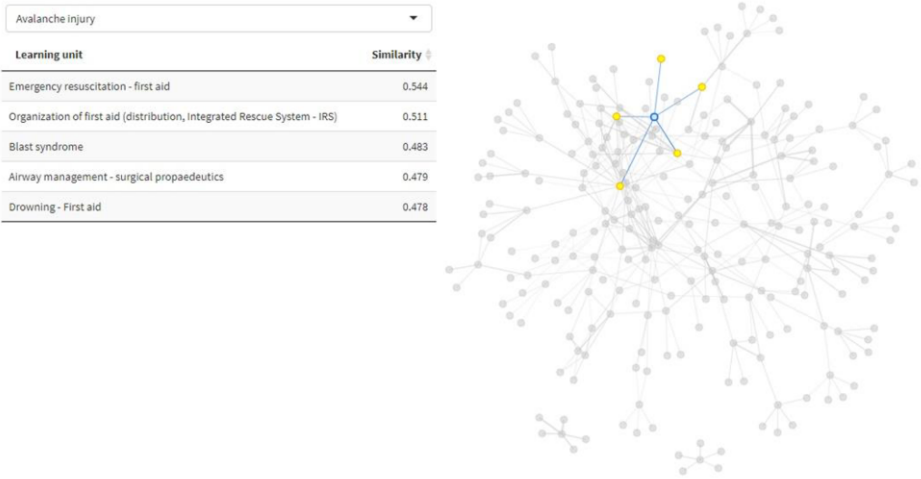 Avalanche injury
Learning unit Similarity
Emergency resuscitation - first aid 0.544
Organization of first aid (distribution, Integrated Rescue System - IRS) 0.511
Blast syndrome 0.483
Airway management - surgical propaedeutics 0.479
Drowning - First aid 0.478